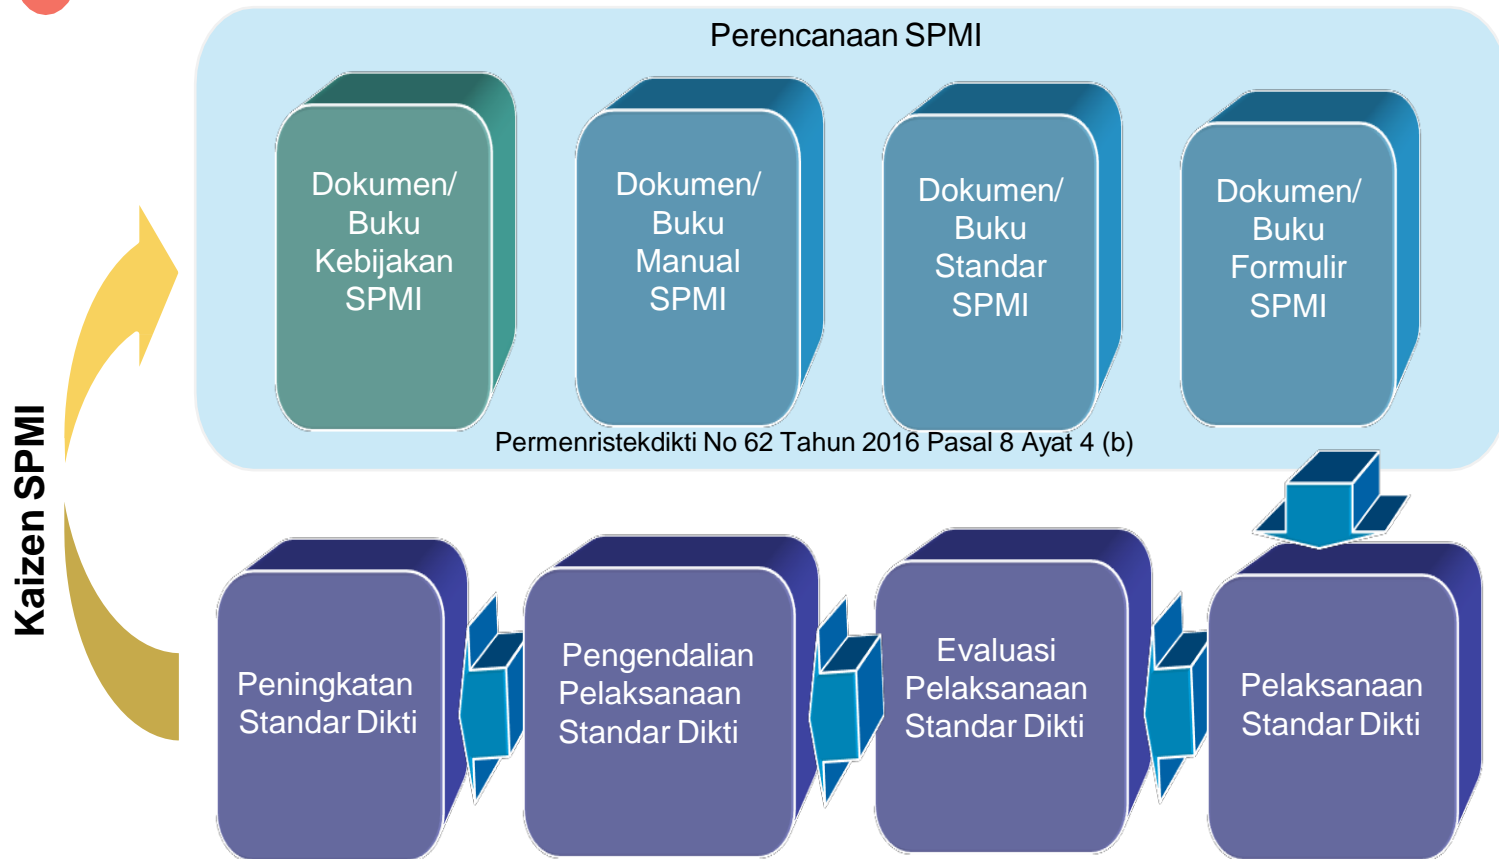 Perencanaan SPMI
Dokumen/
Buku
Kebijakan
SPMI
Dokumen/
Buku
Manual
SPMI
Dokumen/
Buku
Standar
SPMI
Dokumen/
Buku
Formulir
SPMI
Permenristekdikti No 62 Tahun 2016 Pasal 8 Ayat 4 (b)
Kaizen SPMI
Peningkatan
Standar Dikti
Pengendalian
Pelaksanaan
Standar Dikti
Evaluasi
Pelaksanaan
Standar Dikti
Pelaksanaan
Standar Dikti